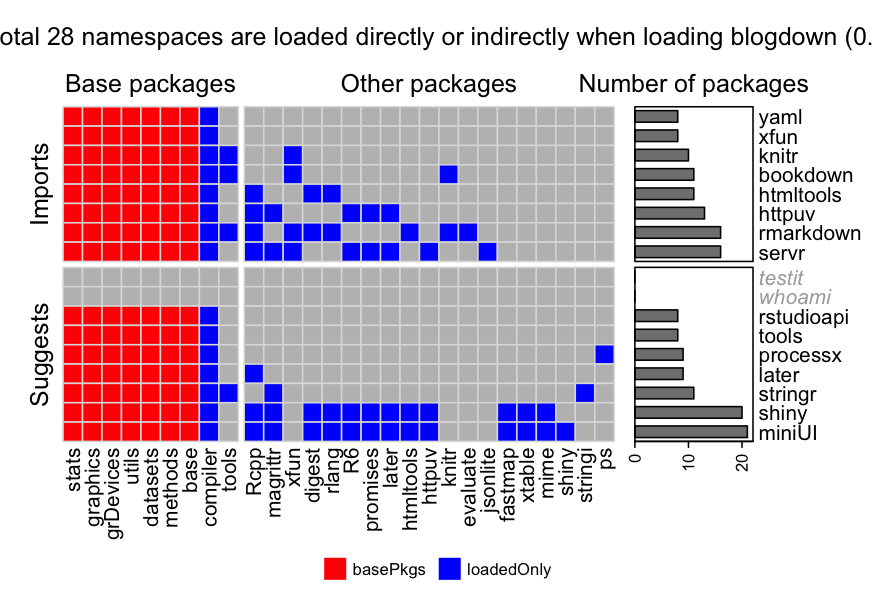 otal 28 namespaces are loaded directly or indirectly when loading blogdown (0.
Base packages
Other packages
Number of packages
Imports
yaml
xfun
knitr
bookdown
htmltools
httpuv
rmarkdown
servr
Suggests
testit
whoami
rstudioapi
tools
processx
later
stringr
shiny
miniUI
stats
graphics
grDevices
utils
datasets
methods
base
compiler
tools
Rcpp
magrittr
xfun
digest
rlang
R6
promises
later
htmltools
httpuv
knitr
evaluate
jsonlite
fastmap
xtable
mime
shiny
stringi
ps
0
10
20
basePkgs
loadedOnly